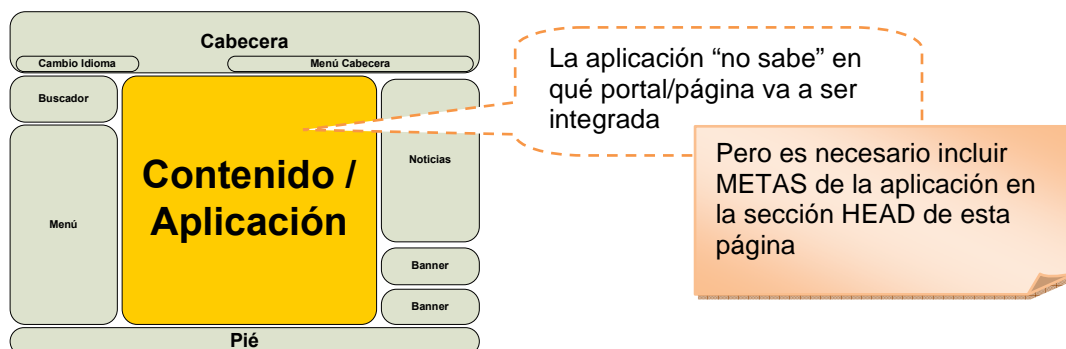 Cabecera
Cambio Idioma
Menú Cabecera
Buscador
Menú
Contenido /
Aplicación
Noticias
Banner
Banner
Pié
La aplicación “no sabe” en
qué portal/página va a ser
integrada
Pero es necesario incluir
METAS de la aplicación en
la sección HEAD de esta
página